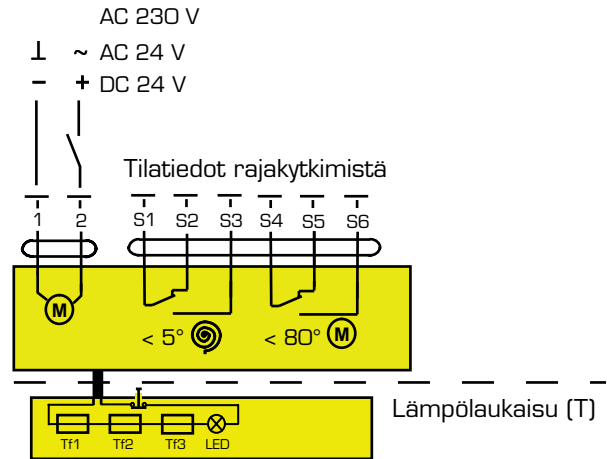 AC 230 V
⊥ ~ AC 24 V
– + DC 24 V
Tilatiedot rajakytkimistä
1 2 S1 S2 S3 S4 S5 S6
M
< 5° < 80° M
Lämpölaukaisu (T)
Tf1 Tf2 Tf3 LED